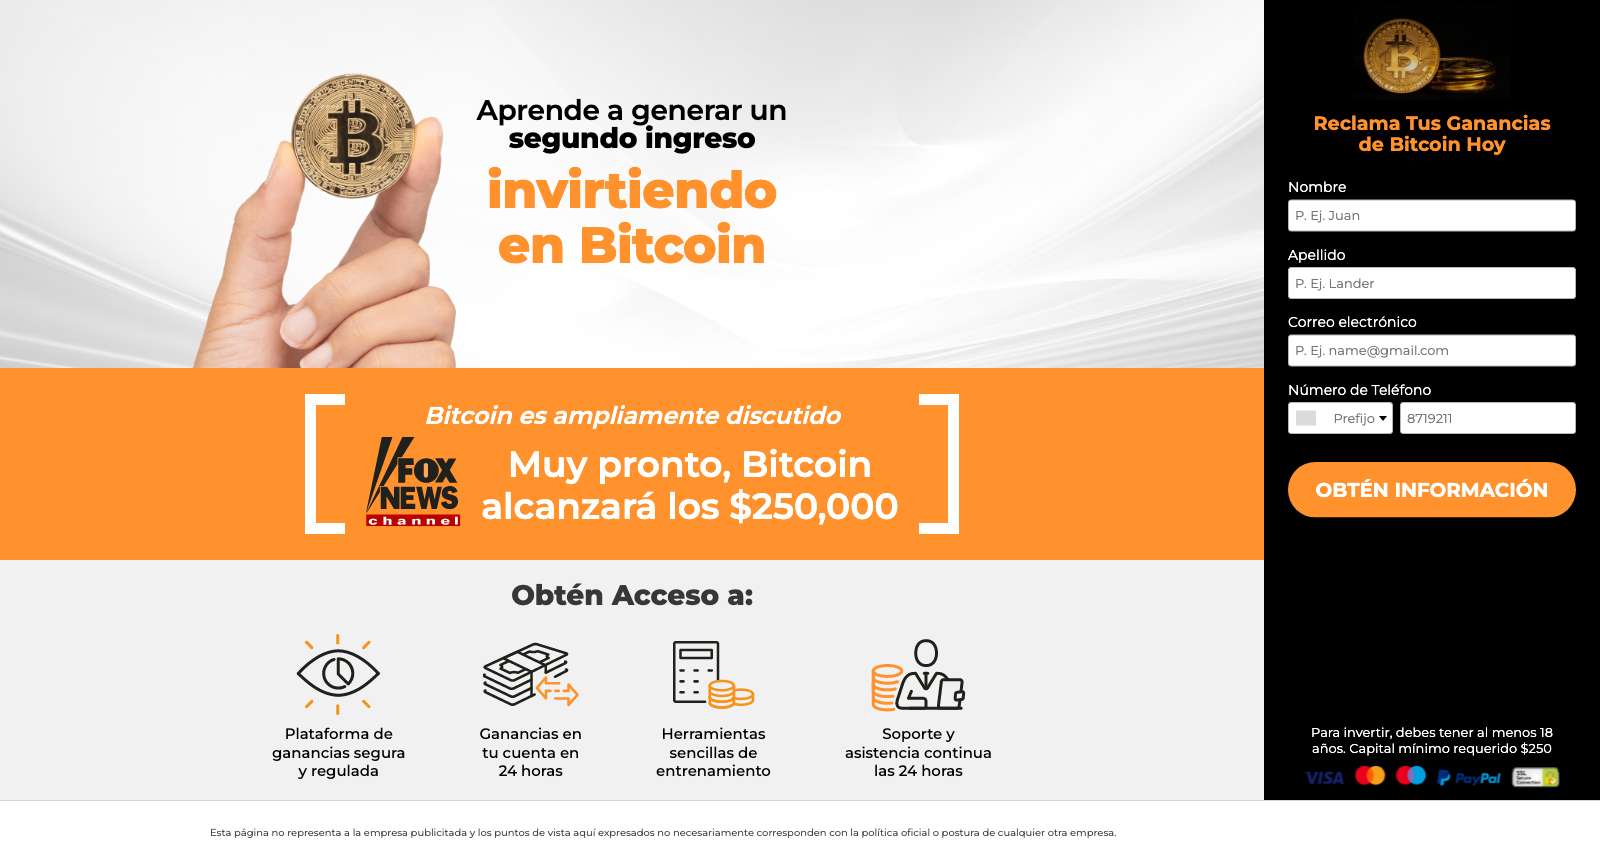 Aprende a generar un
segundo ingreso
invirtiendo
en Bitcoin
Bitcoin es ampliamente discutido
FOX
NEWS
channel
Muy pronto, Bitcoin
alcanzará los $250,000
Obtén Acceso a:
Plataforma de
ganancias segura
y regulada
Ganancias en
tu cuenta en
24 horas
Herramientas
sencillas de
entrenamiento
Soporte y
asistencia continua
las 24 horas
Reclama Tus Ganancias
de Bitcoin Hoy
Nombre
P. Ej. Juan
Apellido
P. Ej. Lander
Correo electrónico
P. Ej. name@gmail.com
Número de Teléfono
Prefijo 8719211
OBTÉN INFORMACIÓN
Para invertir, debes tener al menos 18
años. Capital mínimo requerido $250
VISA PayPal
Esta página no representa a la empresa publicitada y los puntos de vista aquí expresados no necesariamente corresponden con la política oficial o postura de cualquier otra empresa.